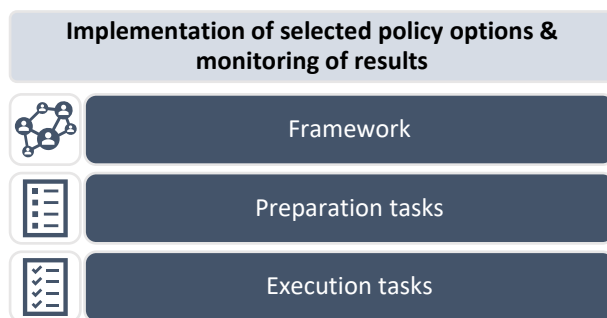 Implementation of selected policy options &
monitoring of results
Framework
Preparation tasks
Execution tasks